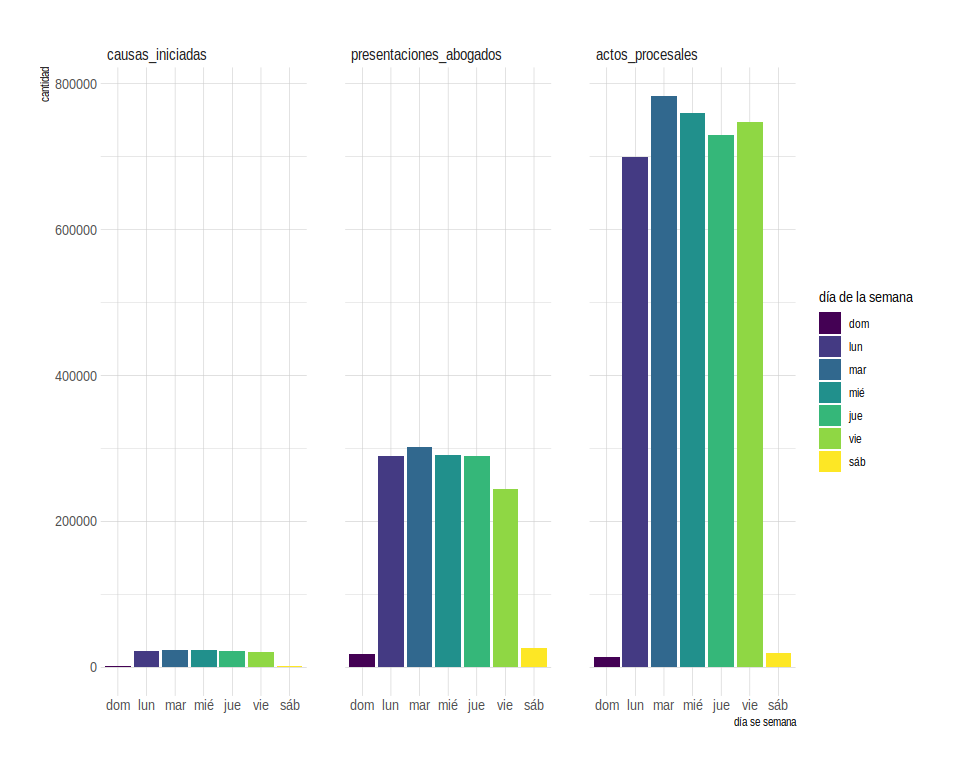 causas_iniciadas presentaciones_abogados actos_procesales
cantidad
800000
600000
400000
200000
0
dom lun mar mié jue vie sáb dom lun mar mié jue vie sáb dom lun mar mié jue vie sáb
día se semana
día de la semana
dom
lun
mar
mié
jue
vie
sáb